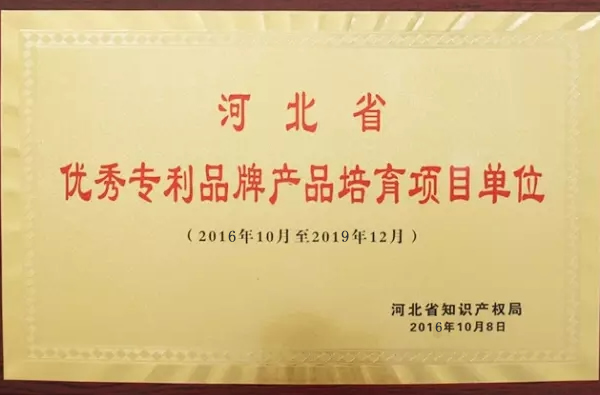 河北省
优秀专利品牌产品培育项目单位
（2016年10月至2019年12月）
河北省知识产权局
2016年10月8日